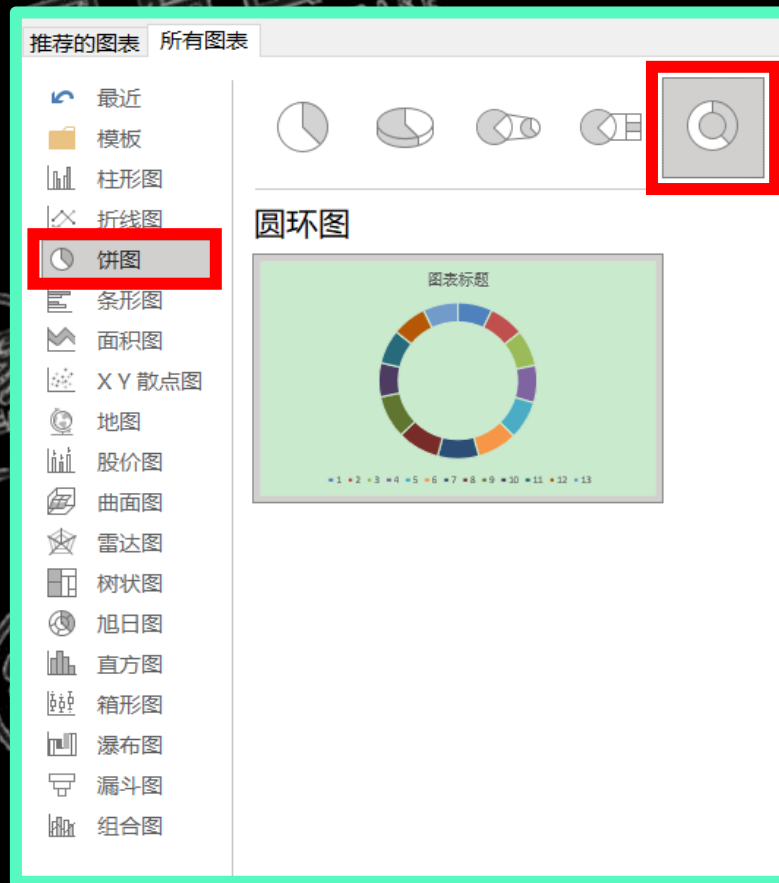 推荐的图表 所有图表
最近
模板
柱形图
折线图
饼图
条形图
面积图
X Y 散点图
地图
股价图
曲面图
雷达图
树状图
旭日图
直方图
箱形图
瀑布图
漏斗图
组合图
圆环图
图表标题
1 2 3 4 5 6 7 8 9 10 11 12 13